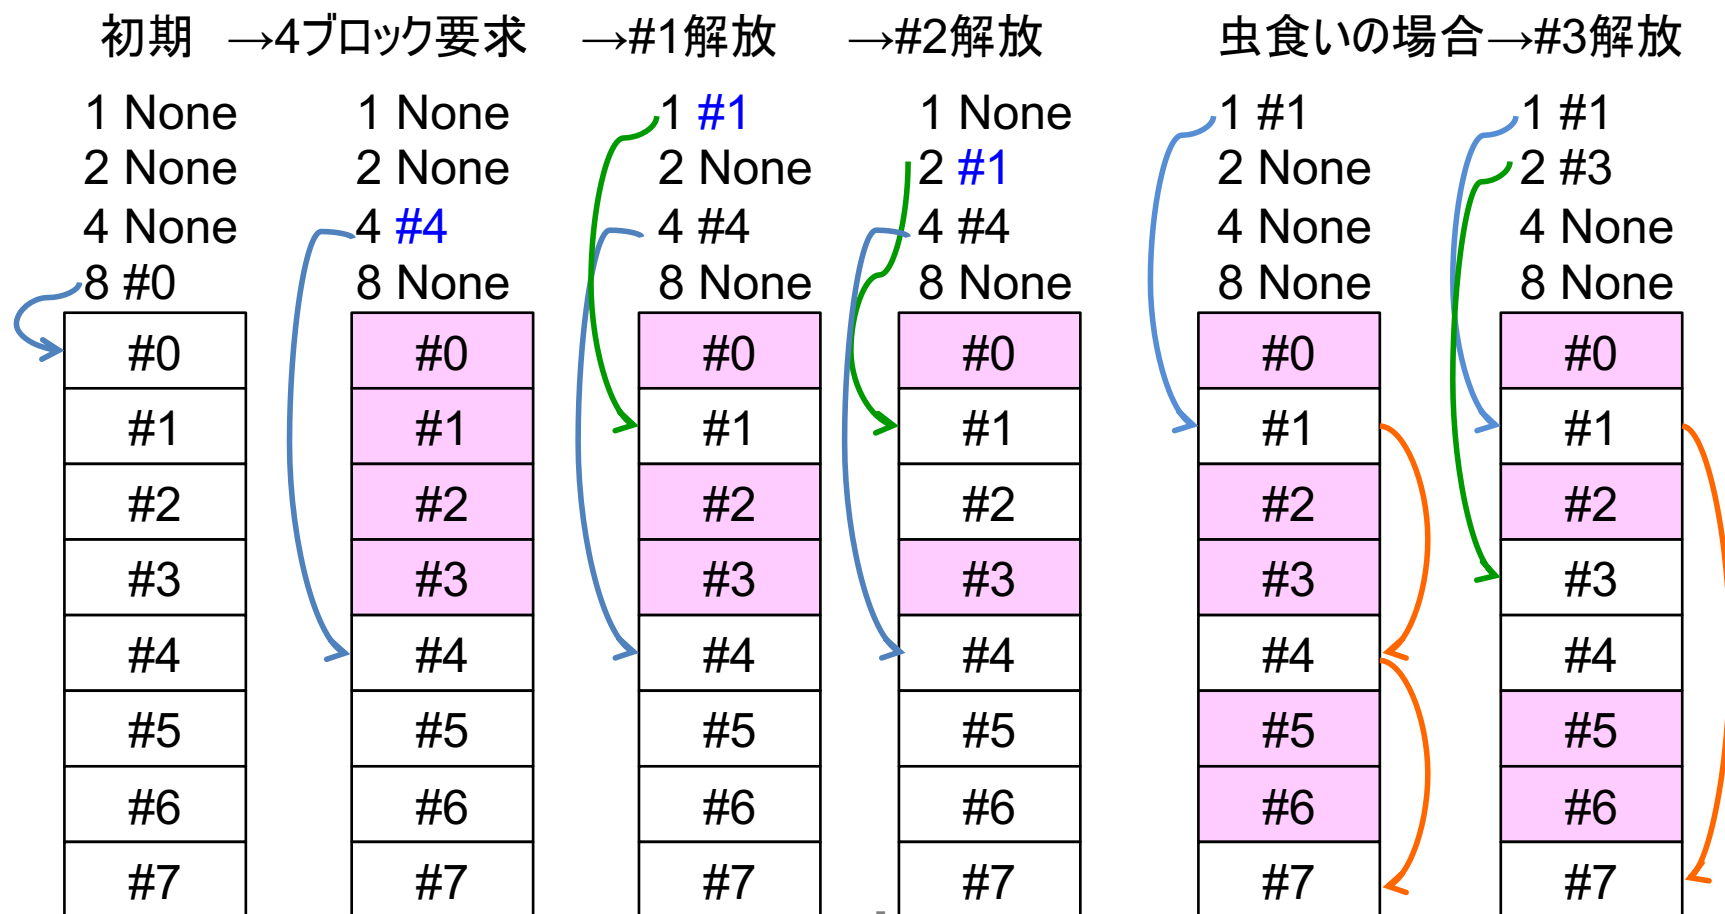 初期 →4ブロック要求 →#1解放 →#2解放 虫食いの場合→#3解放
1 None 1 None 1 #1 1 None 1 #1 1 #1
2 None 2 None 2 None 2 #1 2 None 2 #3
4 None 4 #4 4 #4 4 #4 4 None 4 None
8 #0 8 None 8 None 8 None 8 None 8 None
#0 #0 #0 #0 #0 #0
#1 #1 #1 #1 #1 #1
#2 #2 #2 #2 #2 #2
#3 #3 #3 #3 #3 #3
#4 #4 #4 #4 #4 #4
#5 #5 #5 #5 #5 #5
#6 #6 #6 #6 #6 #6
#7 #7 #7 #7 #7 #7